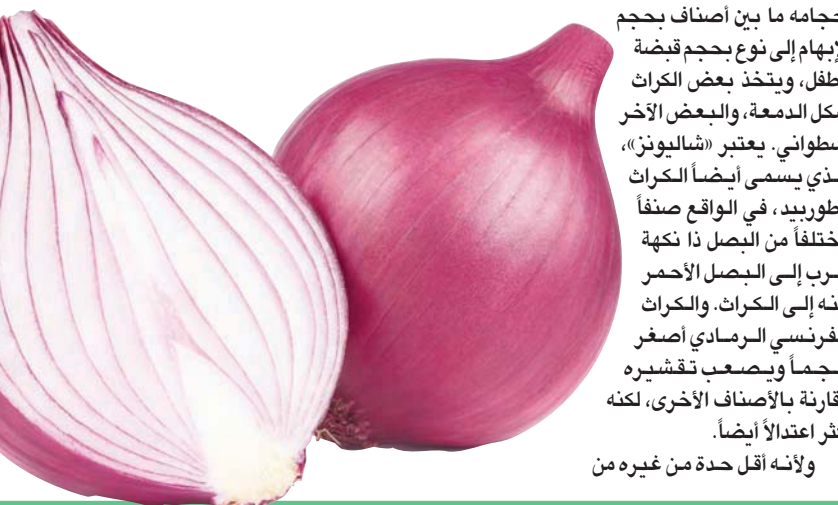 ما بين أصناف بحجم
إلى نوع بحجم قبضة
ويتخذ بعض الكراث
الدمعة، والبعض الآخر
يعتبر «شاليونز»،
يسمى أيضاً الكراث
في الواقع صنفاً
من البصل ذا نكهة
إلى البصل الأحمر
إلى الكراث. والكراث
الرمادي أصغر
ويصعب تقشيره
بالأصناف الأخرى، لكنه
اعتدالاً أيضاً.
ولأنه أقل حدة من غيره من